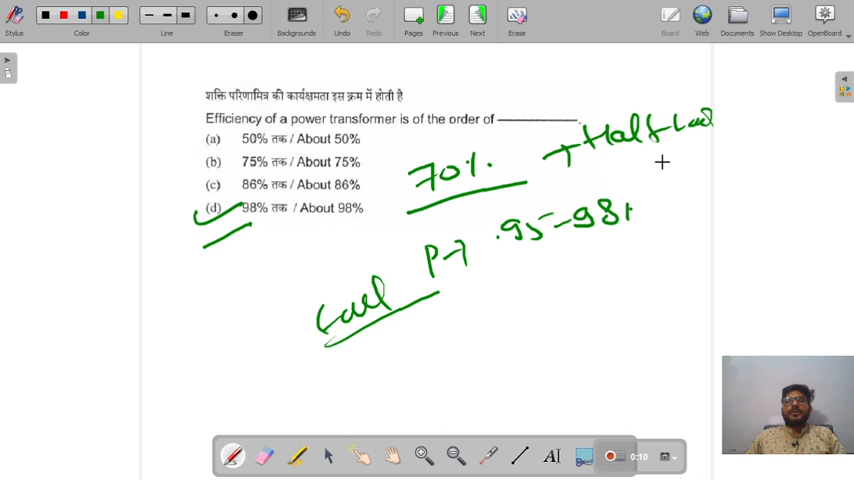 Stylus
Color
Line
Eraser
Backgrounds
Undo
Redo
Pages
Previous
Next
Erase
Board
Web
Documents
Show Desktop
OpenBoard
शक्ति परिणामित्र की कार्यक्षमता इस क्रम में होती है
Efficiency of a power transformer is of the order of
(a) 50% तक / About 50%
(b) 75% तक / About 75%
(c) 86% तक / About 86%
(d) 98% तक / About 98%
70%
Half-Load
P→ .95-98%
0:10